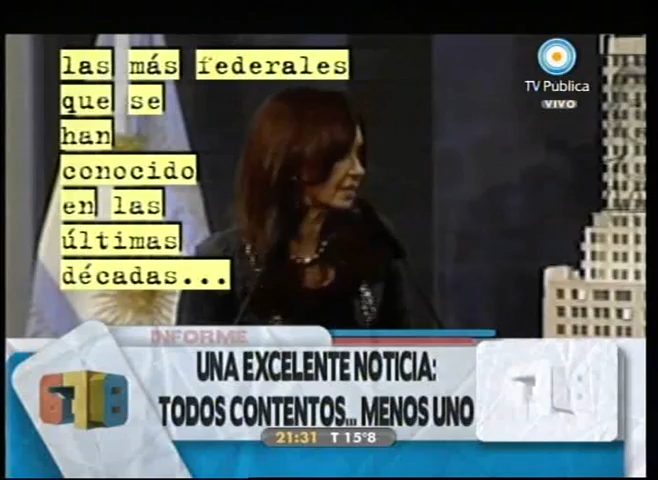 las más federales
que se
han
conocido
en las
últimas
décadas...
TV Publica
VIVO
INFORME
UNA EXCELENTE NOTICIA:
TODOS CONTENTOS... MENOS UNO
678
678
21:31 T 15°8